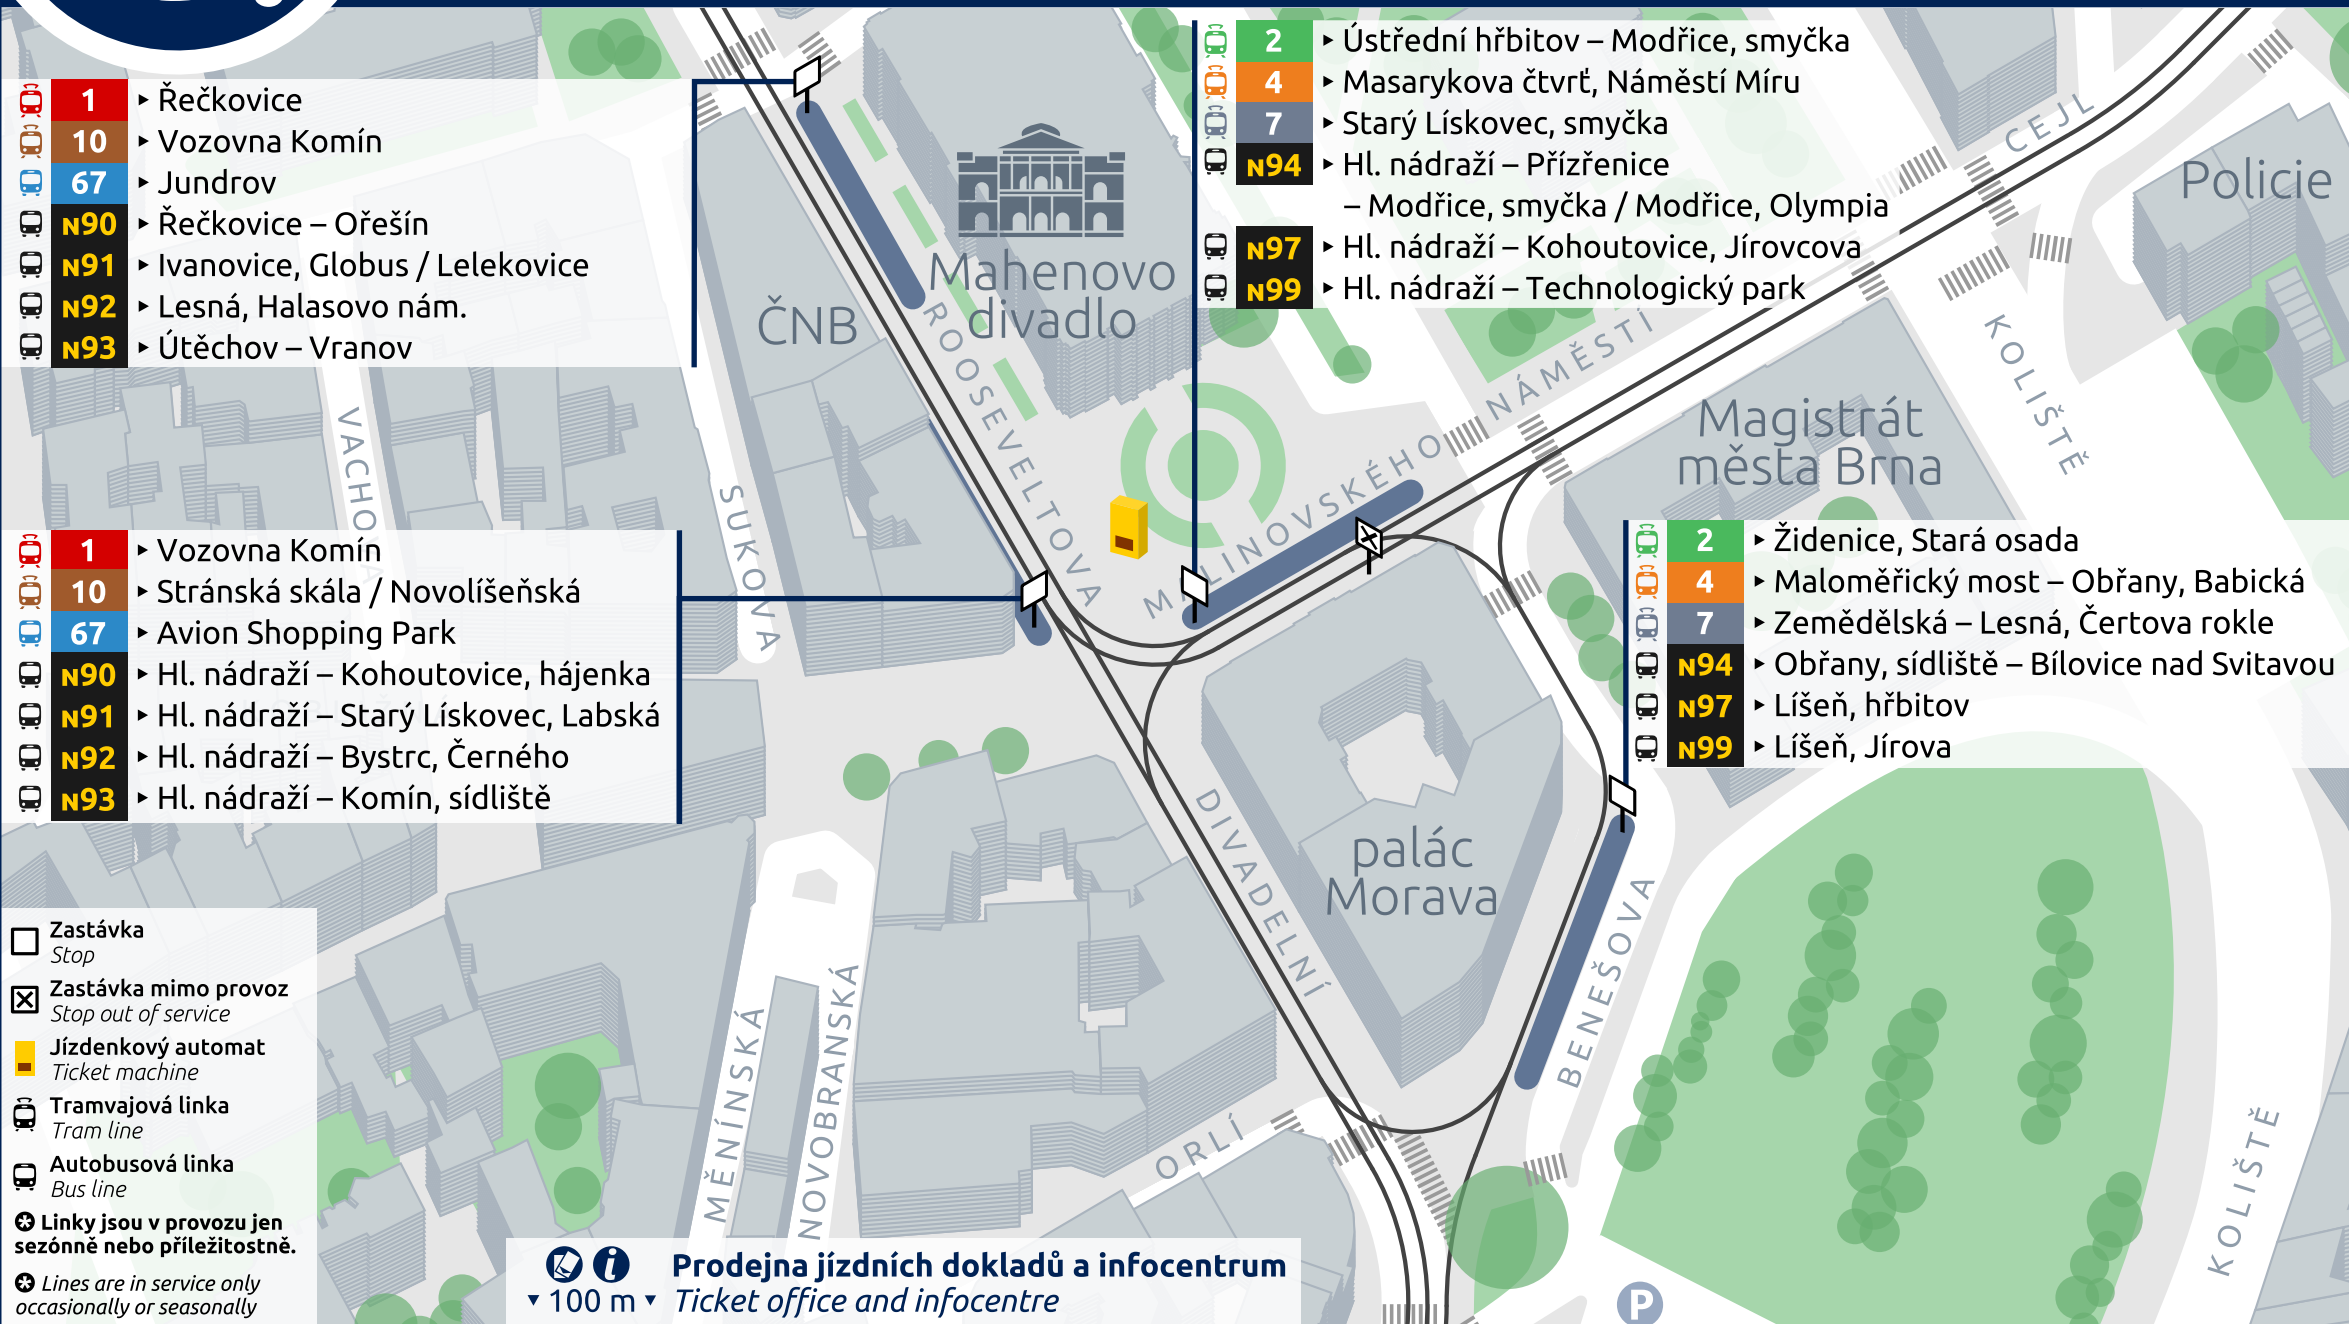 1 ‣ Řečkovice
10 ‣ Vozovna Komín
67 ‣ Jundrov
N90 ‣ Řečkovice – Ořešín
N91 ‣ Ivanovice, Globus / Lelekovice
N92 ‣ Lesná, Halasovo nám.
N93 ‣ Útěchov – Vranov
2 ‣ Ústřední hřbitov – Modřice, smyčka
4 ‣ Masarykova čtvrť, Náměstí Míru
7 ‣ Starý Lískovec, smyčka
N94 ‣ Hl. nádraží – Přízřenice
– Modřice, smyčka / Modřice, Olympia
N97 ‣ Hl. nádraží – Kohoutovice, Jírovcova
N99 ‣ Hl. nádraží – Technologický park
CEJL
Policie
Mahenovo
divadlo
ČNB
ROOSEVELTOVA
MALINOVSKÉHO NÁMĚSTÍ
KOLIŠTĚ
Magistrát
města Brna
VACHOVA
SUKOVA
1 ‣ Vozovna Komín
10 ‣ Stránská skála / Novolíšeňská
67 ‣ Avion Shopping Park
N90 ‣ Hl. nádraží – Kohoutovice, hájenka
N91 ‣ Hl. nádraží – Starý Lískovec, Labská
N92 ‣ Hl. nádraží – Bystrc, Černého
N93 ‣ Hl. nádraží – Komín, sídliště
2 ‣ Židenice, Stará osada
4 ‣ Maloměřický most – Obřany, Babická
7 ‣ Zemědělská – Lesná, Čertova rokle
N94 ‣ Obřany, sídliště – Bílovice nad Svitavou
N97 ‣ Líšeň, hřbitov
N99 ‣ Líšeň, Jírova
DIVADELNÍ
palác
Morava
BENEŠOVA
MĚNÍNSKÁ
NOVOBRANSKÁ
ORLÍ
KOLIŠTĚ
P
Zastávka
Stop
Zastávka mimo provoz
Stop out of service
Jízdenkový automat
Ticket machine
Tramvajová linka
Tram line
Autobusová linka
Bus line
Linky jsou v provozu jen
sezónně nebo příležitostně.
Lines are in service only
occasionally or seasonally
Prodejna jízdních dokladů a infocentrum
▾ 100 m ▾ Ticket office and infocentre